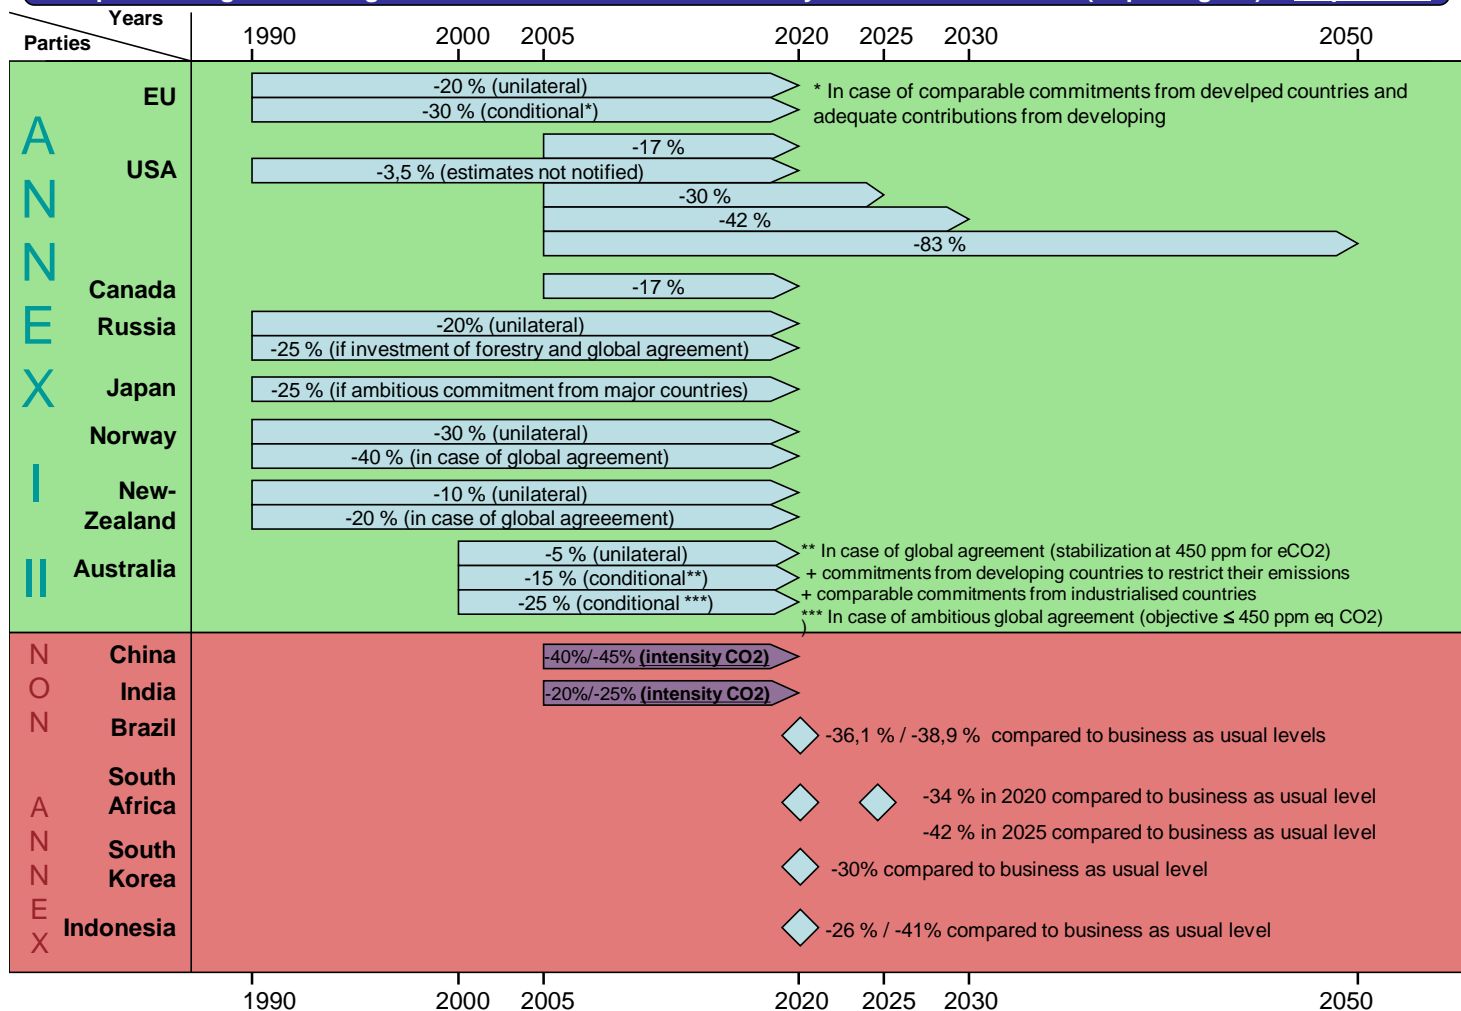 Years
Parties
1990 2000 2005 2020 2025 2030 2050
ANNEX I
II
EU
-20 % (unilateral)
-30 % (conditional*)
* In case of comparable commitments from develped countries and
adequate contributions from developing
USA
-17 %
-3,5 % (estimates not notified)
-30 %
-42 %
-83 %
Canada
-17 %
Russia
-20% (unilateral)
-25 % (if investment of forestry and global agreement)
Japan
-25 % (if ambitious commitment from major countries)
Norway
-30 % (unilateral)
-40 % (in case of global agreement)
New-
Zealand
-10 % (unilateral)
-20 % (in case of global agreeement)
Australia
-5 % (unilateral)
-15 % (conditional**)
-25 % (conditional ***)
** In case of global agreement (stabilization at 450 ppm for eCO2)
+ commitments from developing countries to restrict their emissions
+ comparable commitments from industrialised countries
*** In case of ambitious global agreement (objective ≤ 450 ppm eq CO2)
)
NON ANNEX
China
-40%/-45% (intensity CO2)
India
-20%/-25% (intensity CO2)
Brazil
-36,1 % / -38,9 % compared to business as usual levels
South
Africa
-34 % in 2020 compared to business as usual level
-42 % in 2025 compared to business as usual level
South
Korea
-30% compared to business as usual level
Indonesia
-26 % / -41% compared to business as usual level
1990 2000 2005 2020 2025 2030 2050